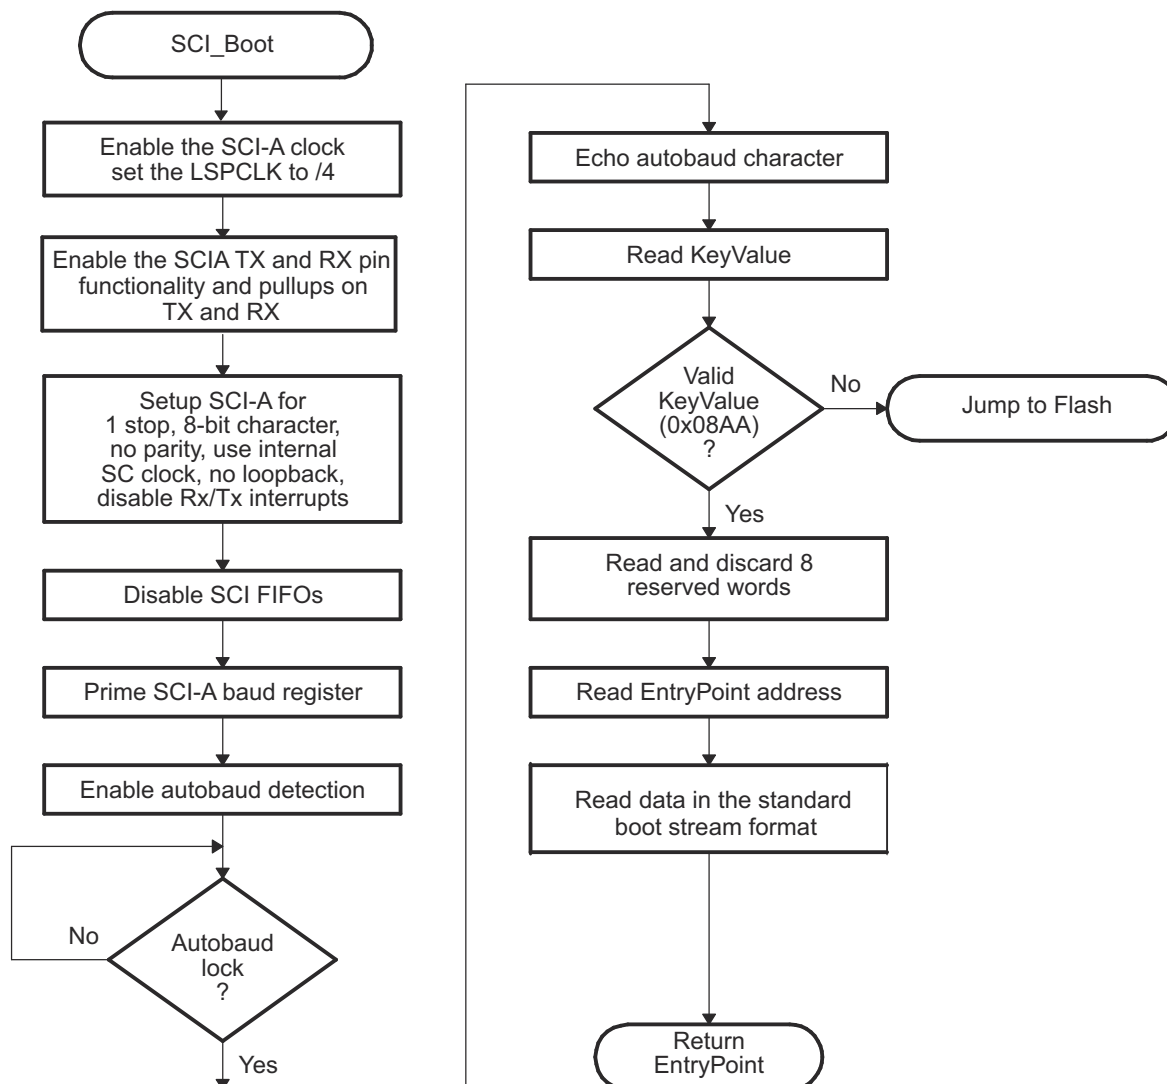 SCI_Boot
Enable the SCI-A clock
set the LSPCLK to /4
Enable the SCIA TX and RX pin
functionality and pullups on
TX and RX
Setup SCI-A for
1 stop, 8-bit character,
no parity, use internal
SC clock, no loopback,
disable Rx/Tx interrupts
Disable SCI FIFOs
Prime SCI-A baud register
Enable autobaud detection
No
Autobaud
lock
?
Yes
Echo autobaud character
Read KeyValue
Valid
KeyValue
(0x08AA)
?
No
Jump to Flash
Yes
Read and discard 8
reserved words
Read EntryPoint address
Read data in the standard
boot stream format
Return
EntryPoint